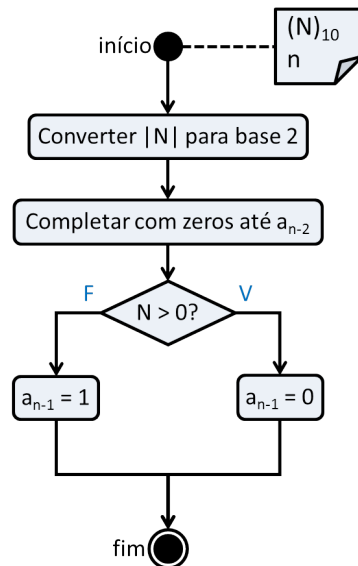 início
(N)₁₀
n
Converter |N| para base 2
Completar com zeros até aₙ₋₂
F
V
N > 0?
aₙ₋₁ = 1
aₙ₋₁ = 0
fim